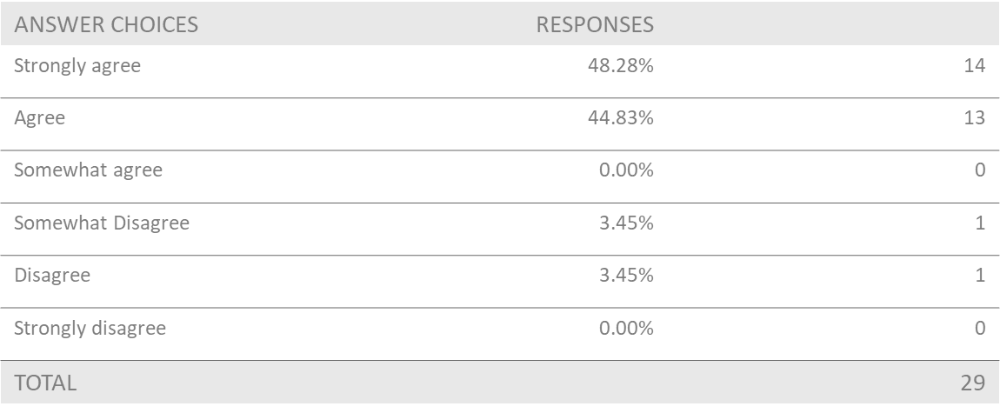 ANSWER CHOICES RESPONSES
Strongly agree 48.28% 14
Agree 44.83% 13
Somewhat agree 0.00% 0
Somewhat Disagree 3.45% 1
Disagree 3.45% 1
Strongly disagree 0.00% 0
TOTAL 29